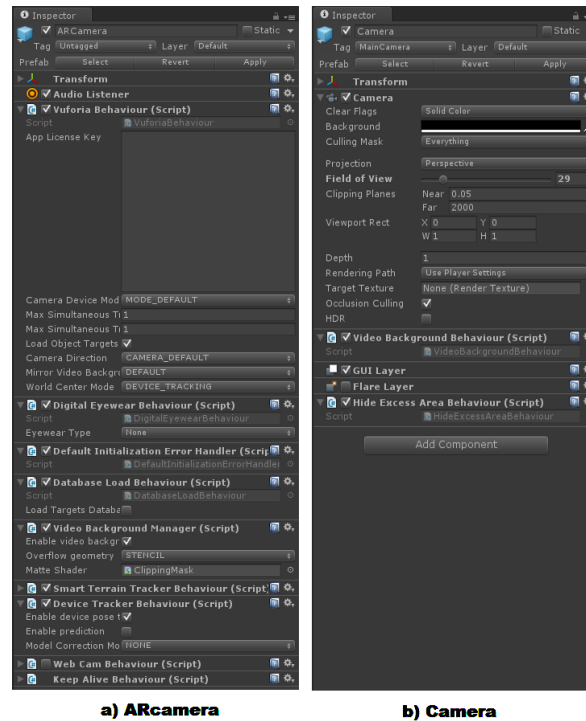 Inspector
ARCamera
Static
Tag Untagged Layer Default
Prefab Select Revert Apply
Transform
Audio Listener
Vuforia Behaviour (Script)
Script VuforiaBehaviour
App License Key
Camera Device Mod MODE_DEFAULT
Max Simultaneous Ti 1
Max Simultaneous Ti 1
Load Object Targets
Camera Direction CAMERA_DEFAULT
Mirror Video Backgro DEFAULT
World Center Mode DEVICE_TRACKING
Digital Eyewear Behaviour (Script)
Script DigitalEyewearBehaviour
Eyewear Type None
Default Initialization Error Handler (Scrip
Script DefaultInitializationErrorHandler
Database Load Behaviour (Script)
Script DatabaseLoadBehaviour
Load Targets Databa
Video Background Manager (Script)
Enable video backgr
Overflow geometry STENCIL
Matte Shader ClippingMask
Smart Terrain Tracker Behaviour (Script)
Device Tracker Behaviour (Script)
Enable device pose t
Enable prediction
Model Correction Mo NONE
Web Cam Behaviour (Script)
Keep Alive Behaviour (Script)
a) ARcamera
Inspector
Camera
Static
Tag MainCamera Layer Default
Prefab Select Revert Apply
Transform
Camera
Clear Flags Solid Color
Background
Culling Mask Everything
Projection Perspective
Field of View 29
Clipping Planes Near 0.05
Far 2000
Viewport Rect X 0 Y 0
W 1 H 1
Depth 1
Rendering Path Use Player Settings
Target Texture None (Render Texture)
Occlusion Culling
HDR
Video Background Behaviour (Script)
Script VideoBackgroundBehaviour
GUI Layer
Flare Layer
Hide Excess Area Behaviour (Script)
Script HideExcessAreaBehaviour
Add Component
b) Camera